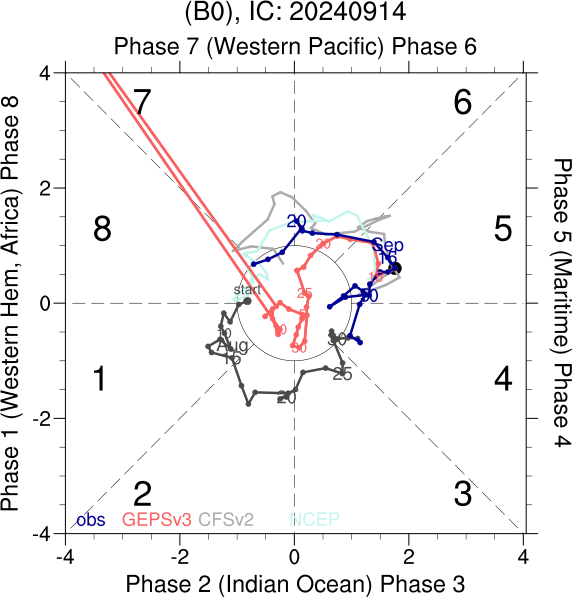 (B0), IC: 20240914
Phase 7 (Western Pacific) Phase 6
Phase 1 (Western Hem, Africa) Phase 8
Phase 5 (Maritime) Phase 4
4
7
6
2
20
8
5
20
Sep
16
start
25
0
20
10
30
Aug
15
30
1
25
4
20
-2
2
3
obs GEPSv3 CFSv2 NCEP
-4
-4 -2 0 2 4
Phase 2 (Indian Ocean) Phase 3